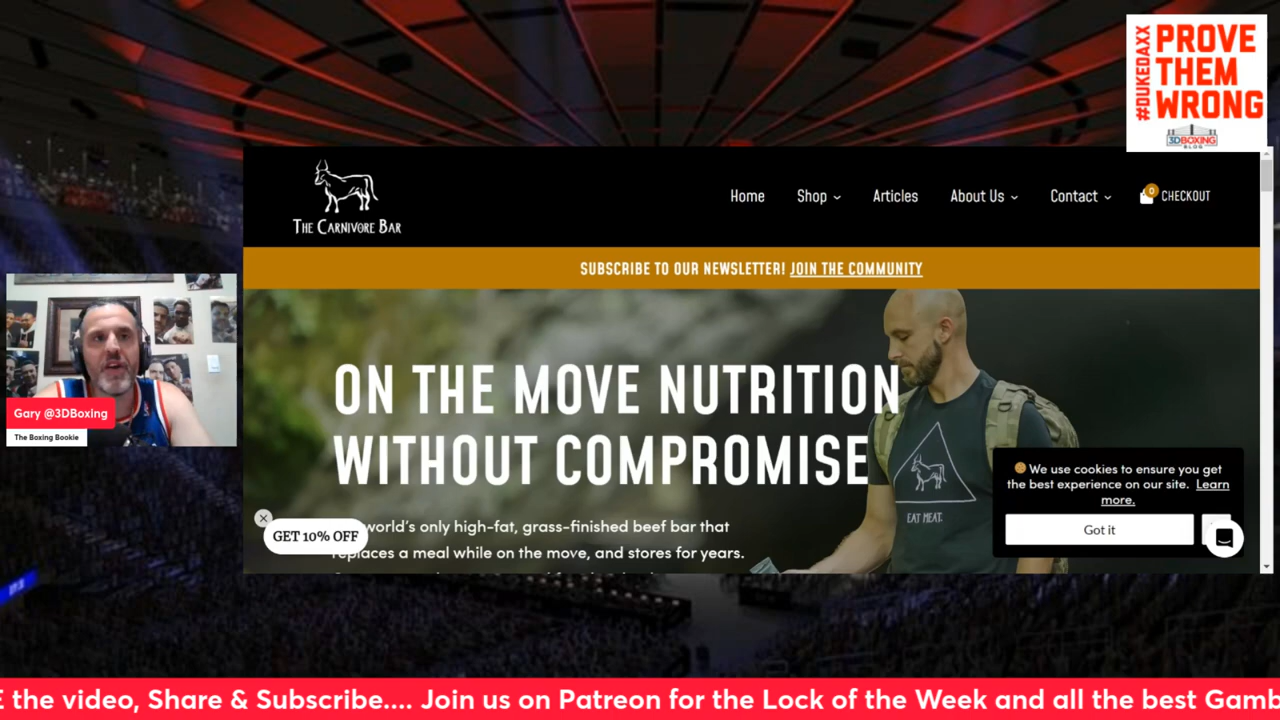 #DUKEDAXX
PROVE
THEM
WRONG
3DBOXING
BLOG
THE CARNIVORE BAR
Home
Shop
Articles
About Us
Contact
0
CHECKOUT
SUBSCRIBE TO OUR NEWSLETTER! JOIN THE COMMUNITY
ON THE MOVE NUTRITION
WITHOUT COMPROMISE
world's only high-fat, grass-finished beef bar that
replaces a meal while on the move, and stores for years.
GET 10% OFF
EAT MEAT.
We use cookies to ensure you get
the best experience on our site. Learn
more.
Got it
Gary @3DBoxing
The Boxing Bookie
E the video, Share & Subscribe.... Join us on Patreon for the Lock of the Week and all the best Gamb